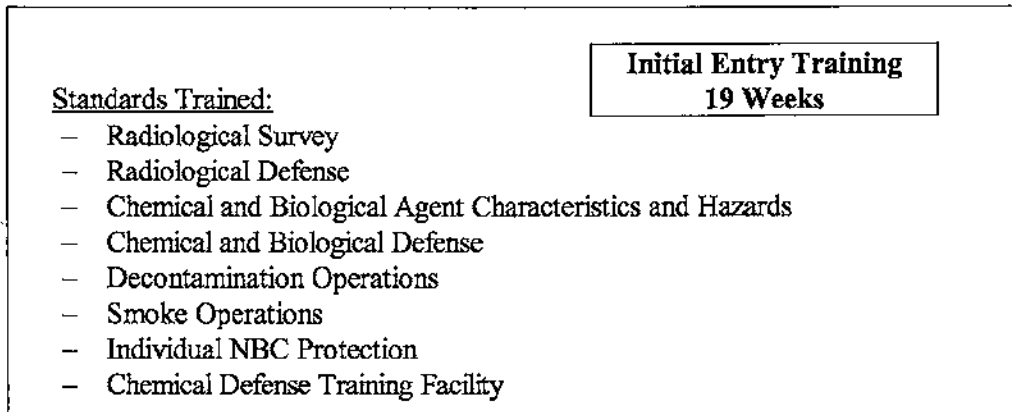 Initial Entry Training
19 Weeks
Standards Trained:
– Radiological Survey
– Radiological Defense
– Chemical and Biological Agent Characteristics and Hazards
– Chemical and Biological Defense
– Decontamination Operations
– Smoke Operations
– Individual NBC Protection
– Chemical Defense Training Facility